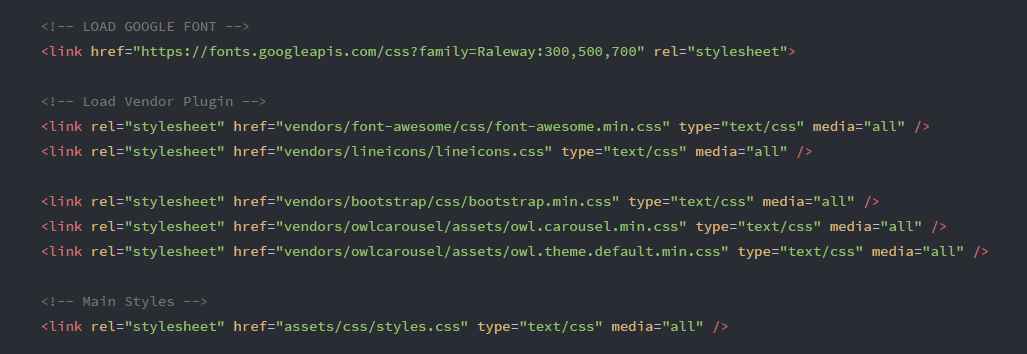 <!-- LOAD GOOGLE FONT -->
<link href="https://fonts.googleapis.com/css?family=Raleway:300,500,700" rel="stylesheet">
<!-- Load Vendor Plugin -->
<link rel="stylesheet" href="vendors/font-awesome/css/font-awesome.min.css" type="text/css" media="all" />
<link rel="stylesheet" href="vendors/lineicons/lineicons.css" type="text/css" media="all" />
<link rel="stylesheet" href="vendors/bootstrap/css/bootstrap.min.css" type="text/css" media="all" />
<link rel="stylesheet" href="vendors/owlcarousel/assets/owl.carousel.min.css" type="text/css" media="all" />
<link rel="stylesheet" href="vendors/owlcarousel/assets/owl.theme.default.min.css" type="text/css" media="all" />
<!-- Main Styles -->
<link rel="stylesheet" href="assets/css/styles.css" type="text/css" media="all" />